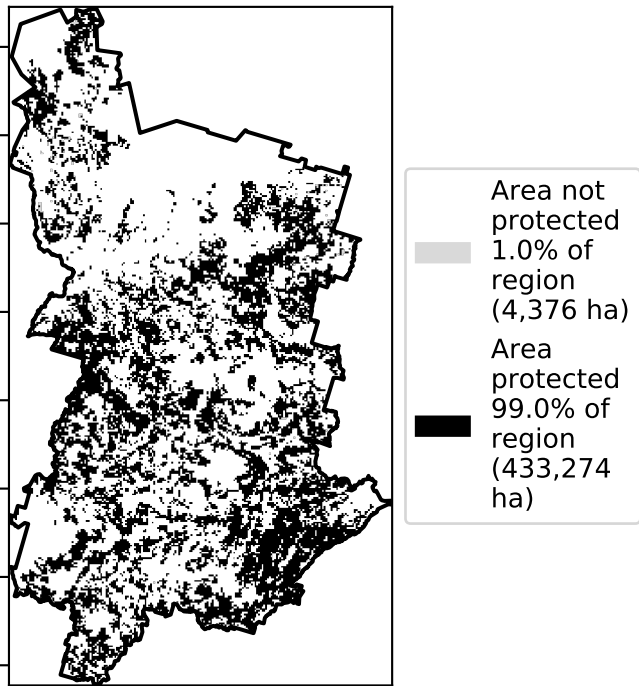 Area not
protected
1.0% of
region
(4,376 ha)
Area
protected
99.0% of
region
(433,274
ha)